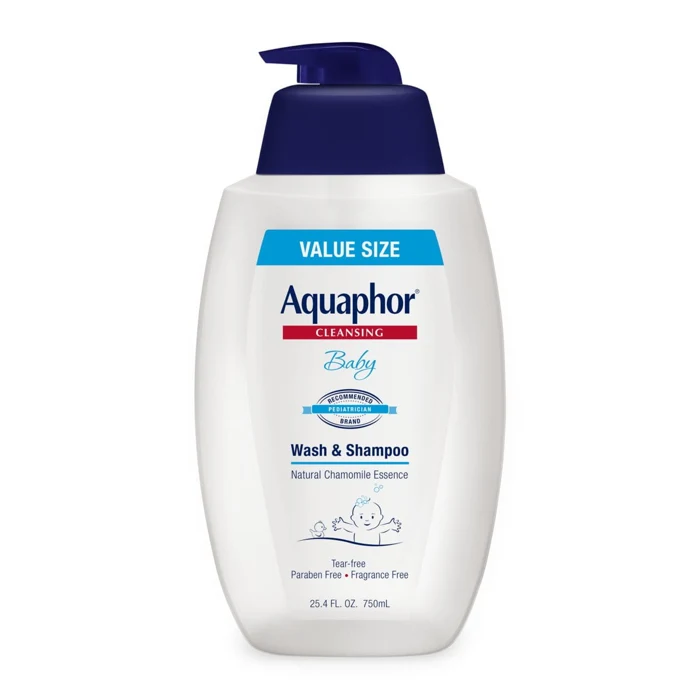 VALUE SIZE
Aquaphor®
CLEANSING
Baby
RECOMMENDED
PEDIATRICIAN
BRAND
Wash & Shampoo
Natural Chamomile Essence
Tear-free
Paraben Free • Fragrance Free
25.4 FL. OZ. 750mL